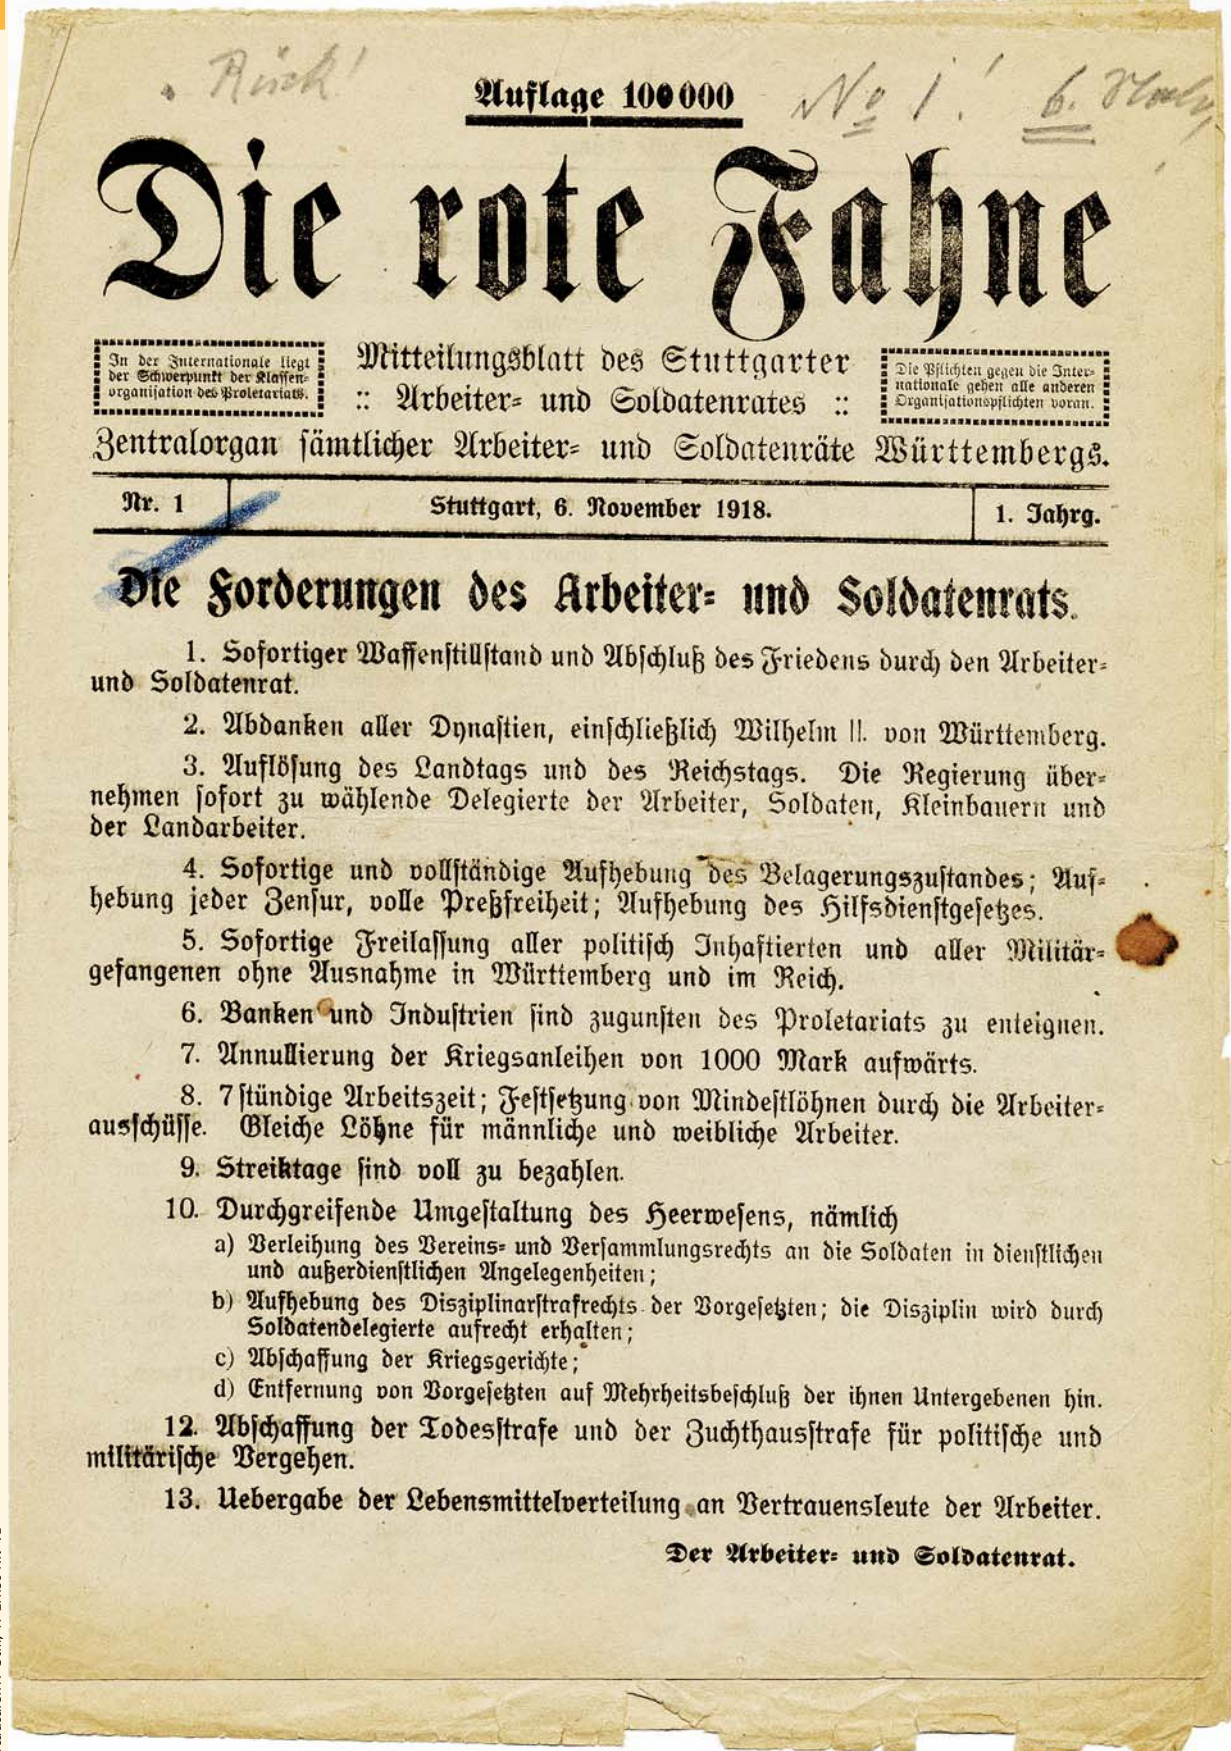 Rück!
No 1!
Auflage 100000
Die rote Fahne
In der Internationale liegt
der Schwerpunkt der Klassen-
organisation des Proletariats.
Mitteilungsblatt des Stuttgarter
:: Arbeiter- und Soldatenrates ::
Die Pflichten gegen die Inter-
nationale gehen alle anderen
Organisationspflichten voran.
Zentralorgan sämtlicher Arbeiter- und Soldatenräte Württembergs.
Nr. 1
Stuttgart, 6. November 1918.
1. Jahrg.
Die Forderungen des Arbeiter- und Soldatenrats.
1. Sofortiger Waffenstillstand und Abschluß des Friedens durch den Arbeiter-
und Soldatenrat.
2. Abdanken aller Dynastien, einschließlich Wilhelm II. von Württemberg.
3. Auflösung des Landtags und des Reichstags. Die Regierung über-
nehmen sofort zu wählende Delegierte der Arbeiter, Soldaten, Kleinbauern und
der Landarbeiter.
4. Sofortige und vollständige Aufhebung des Belagerungszustandes; Auf-
hebung jeder Zensur, volle Preßfreiheit; Aufhebung des Hilfsdienstgesetzes.
5. Sofortige Freilassung aller politisch Inhaftierten und aller Militär-
gefangenen ohne Ausnahme in Württemberg und im Reich.
6. Banken und Industrien sind zugunsten des Proletariats zu enteignen.
7. Annullierung der Kriegsanleihen von 1000 Mark aufwärts.
8. 7stündige Arbeitszeit; Festsetzung von Mindestlöhnen durch die Arbeiter-
ausschüsse. Gleiche Löhne für männliche und weibliche Arbeiter.
9. Streiktage sind voll zu bezahlen.
10. Durchgreifende Umgestaltung des Heerwesens, nämlich
a) Verleihung des Vereins- und Versammlungsrechts an die Soldaten in dienstlichen
und außerdienstlichen Angelegenheiten;
b) Aufhebung des Disziplinarstrafrechts der Vorgesetzten; die Disziplin wird durch
Soldatendelegierte aufrecht erhalten;
c) Abschaffung der Kriegsgerichte;
d) Entfernung von Vorgesetzten auf Mehrheitsbeschluß der ihnen Untergebenen hin.
12. Abschaffung der Todesstrafe und der Zuchthausstrafe für politische und
militärische Vergehen.
13. Uebergabe der Lebensmittelverteilung an Vertrauensleute der Arbeiter.
Der Arbeiter- und Soldatenrat.